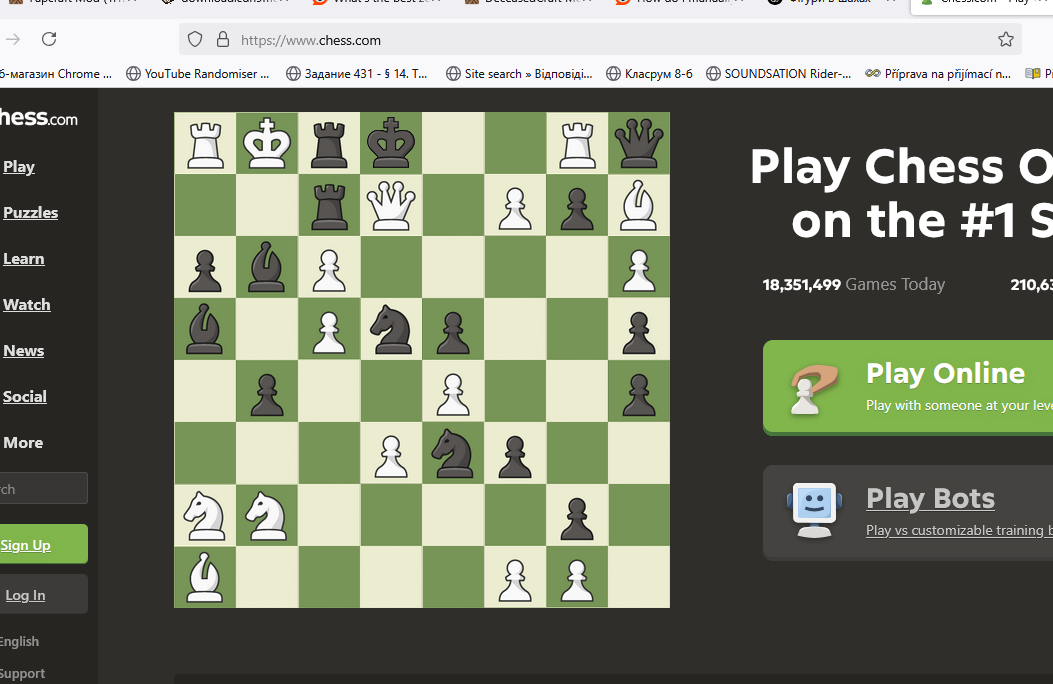 https://www.chess.com
YouTube Randomiser ...
Задание 431 - § 14. Т...
Site search » Відповіді...
Класрум 8-6
SOUNDSATION Rider-...
Příprava na přijímací n...
б-магазин Chrome ...
hess.com
Play
Puzzles
Learn
Watch
News
Social
More
rch
Sign Up
Log In
English
Support
Play Chess O
on the #1 S
18,351,499 Games Today
210,63
Play Online
Play with someone at your leve
Play Bots
Play vs customizable training b